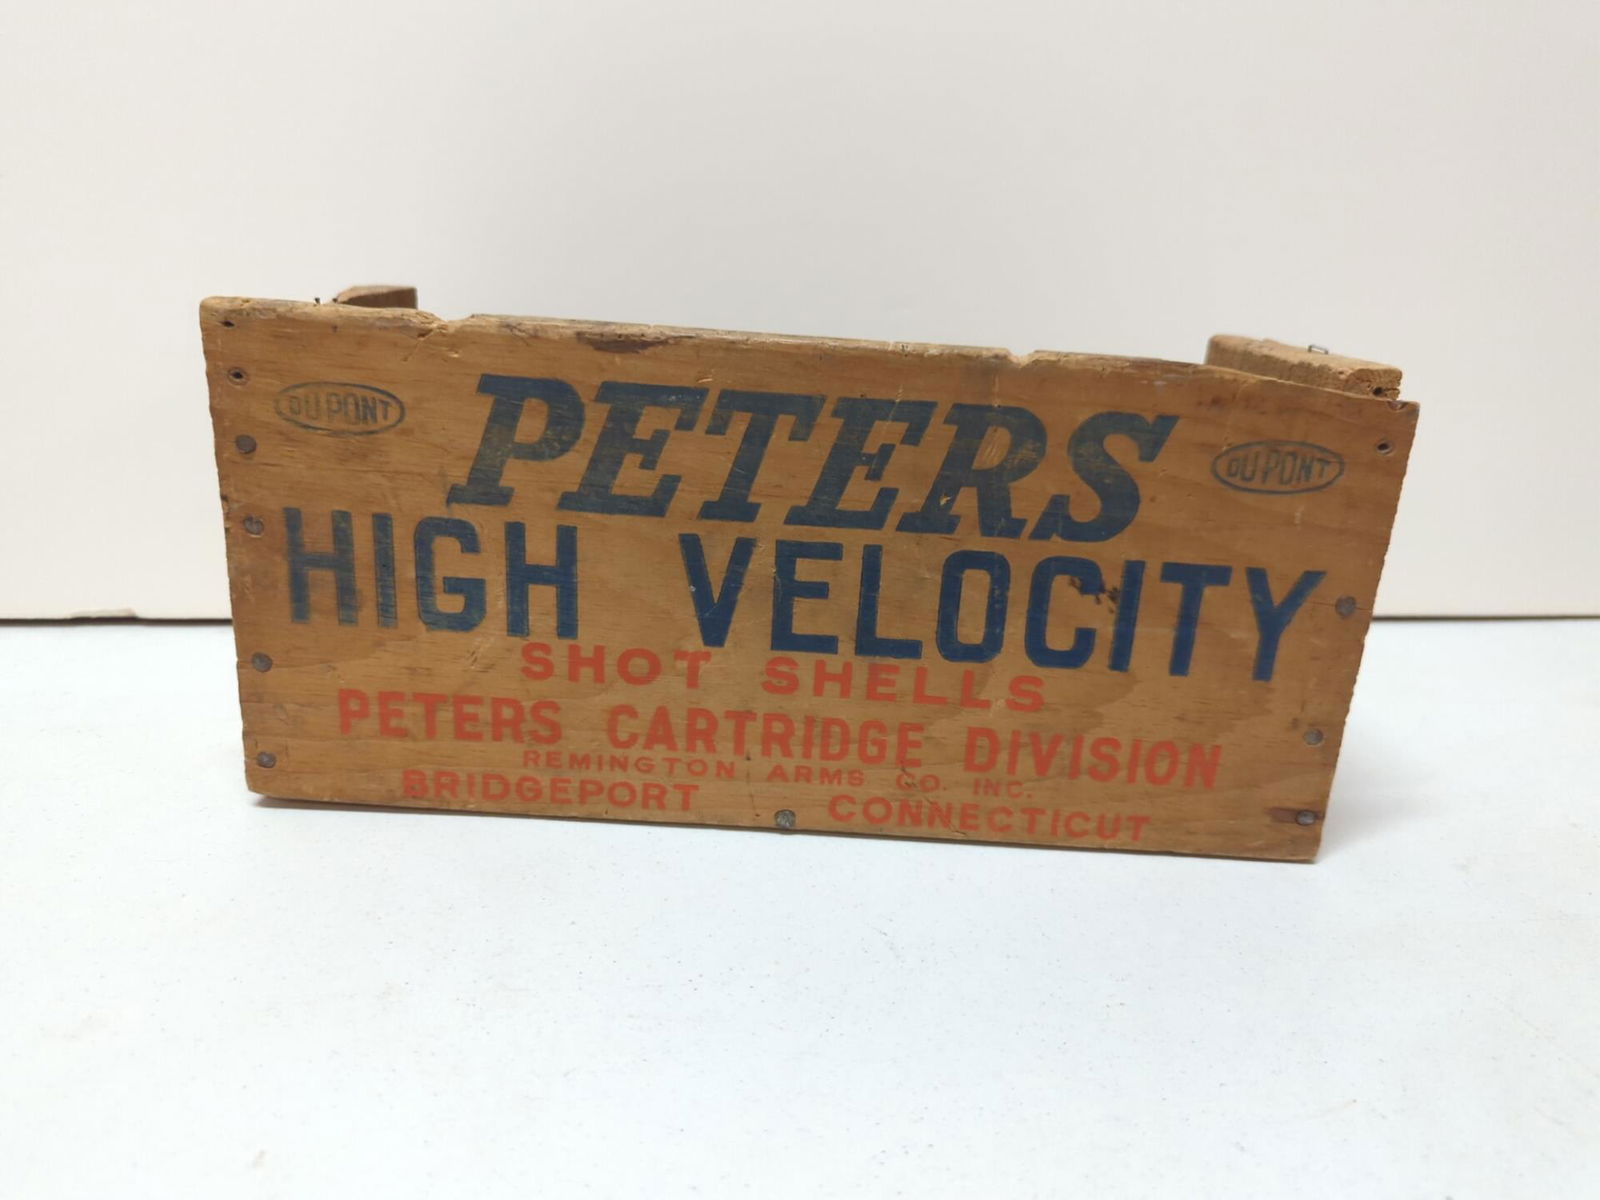 DU PONT PETERS DU PONT
HIGH VELOCITY
SHOT SHELLS
PETERS CARTRIDGE DIVISION
REMINGTON ARMS CO. INC.
BRIDGEPORT CONNECTICUT